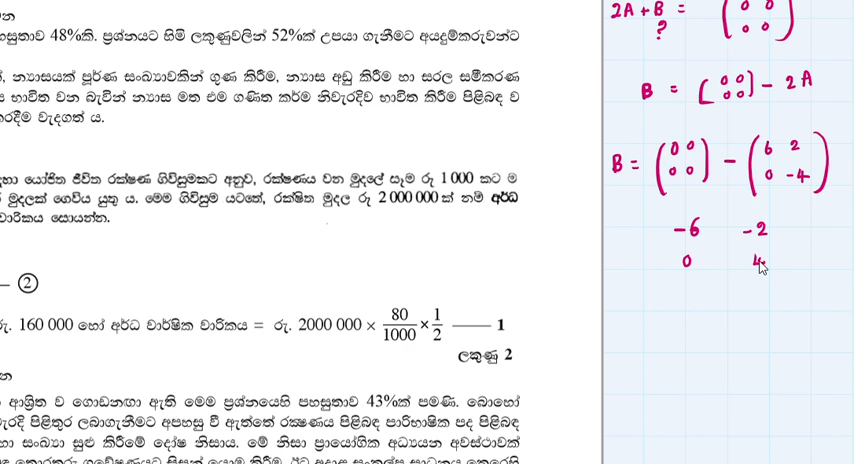 න
හසුතාව 48%කි. ප්‍රශ්නයට හිමි ලකුණුවලින් 52%ක් උපයා ගැනීමට අයදුම්කරුවන්ට
, න්‍යාසයක් පූර්ණ සංඛ්‍යාවකින් ගුණ කිරීම, න්‍යාස අඩු කිරීම හා සරල සමීකරණ
භාවිත වන බැවින් න්‍යාස මත එම ගණිත කර්ම නිවැරදිව භාවිත කිරීම පිළිබඳ ව
කරදීම වැදගත් ය.
යෝජිත ජීවිත රක්ෂණ ගිවිසුමකට අනුව, රක්ෂණය වන මුදලේ සෑම රු 1 000 කට ම
මුදලක් ගෙවිය යුතු ය. මෙම ගිවිසුම යටතේ, රක්ෂිත මුදල රු 2 000 000 ක් නම් අර්ධ
වාරිකය සොයන්න.
– ②
රු. 160 000 හෝ අර්ධ වාර්ෂික වාරිකය = රු. 2000 000 × 80/1000 × 1/2 —— 1
ලකුණු 2
න
ආශ්‍රිත ව ගොඩනඟා ඇති මෙම ප්‍රශ්නයෙහි පහසුතාව 43%ක් පමණි. බොහෝ
වැරදි පිළිතුර ලබාගැනීමට අපහසු වී ඇත්තේ රක්‍ෂණය පිළිබඳ පාරිභාෂික පද පිළිබඳ
හා සංඛ්‍යා සුළු කිරීමේ දෝෂ නිසාය. මේ නිසා ප්‍රායෝගික අධ්‍යයන අවස්ථාවක්
2A + B = ( 0 0
0 0 )
?
B = [ 0 0
0 0 ] – 2A
B = ( 0 0
0 0 ) – ( 6 2
0 -4 )
-6 -2
0 4